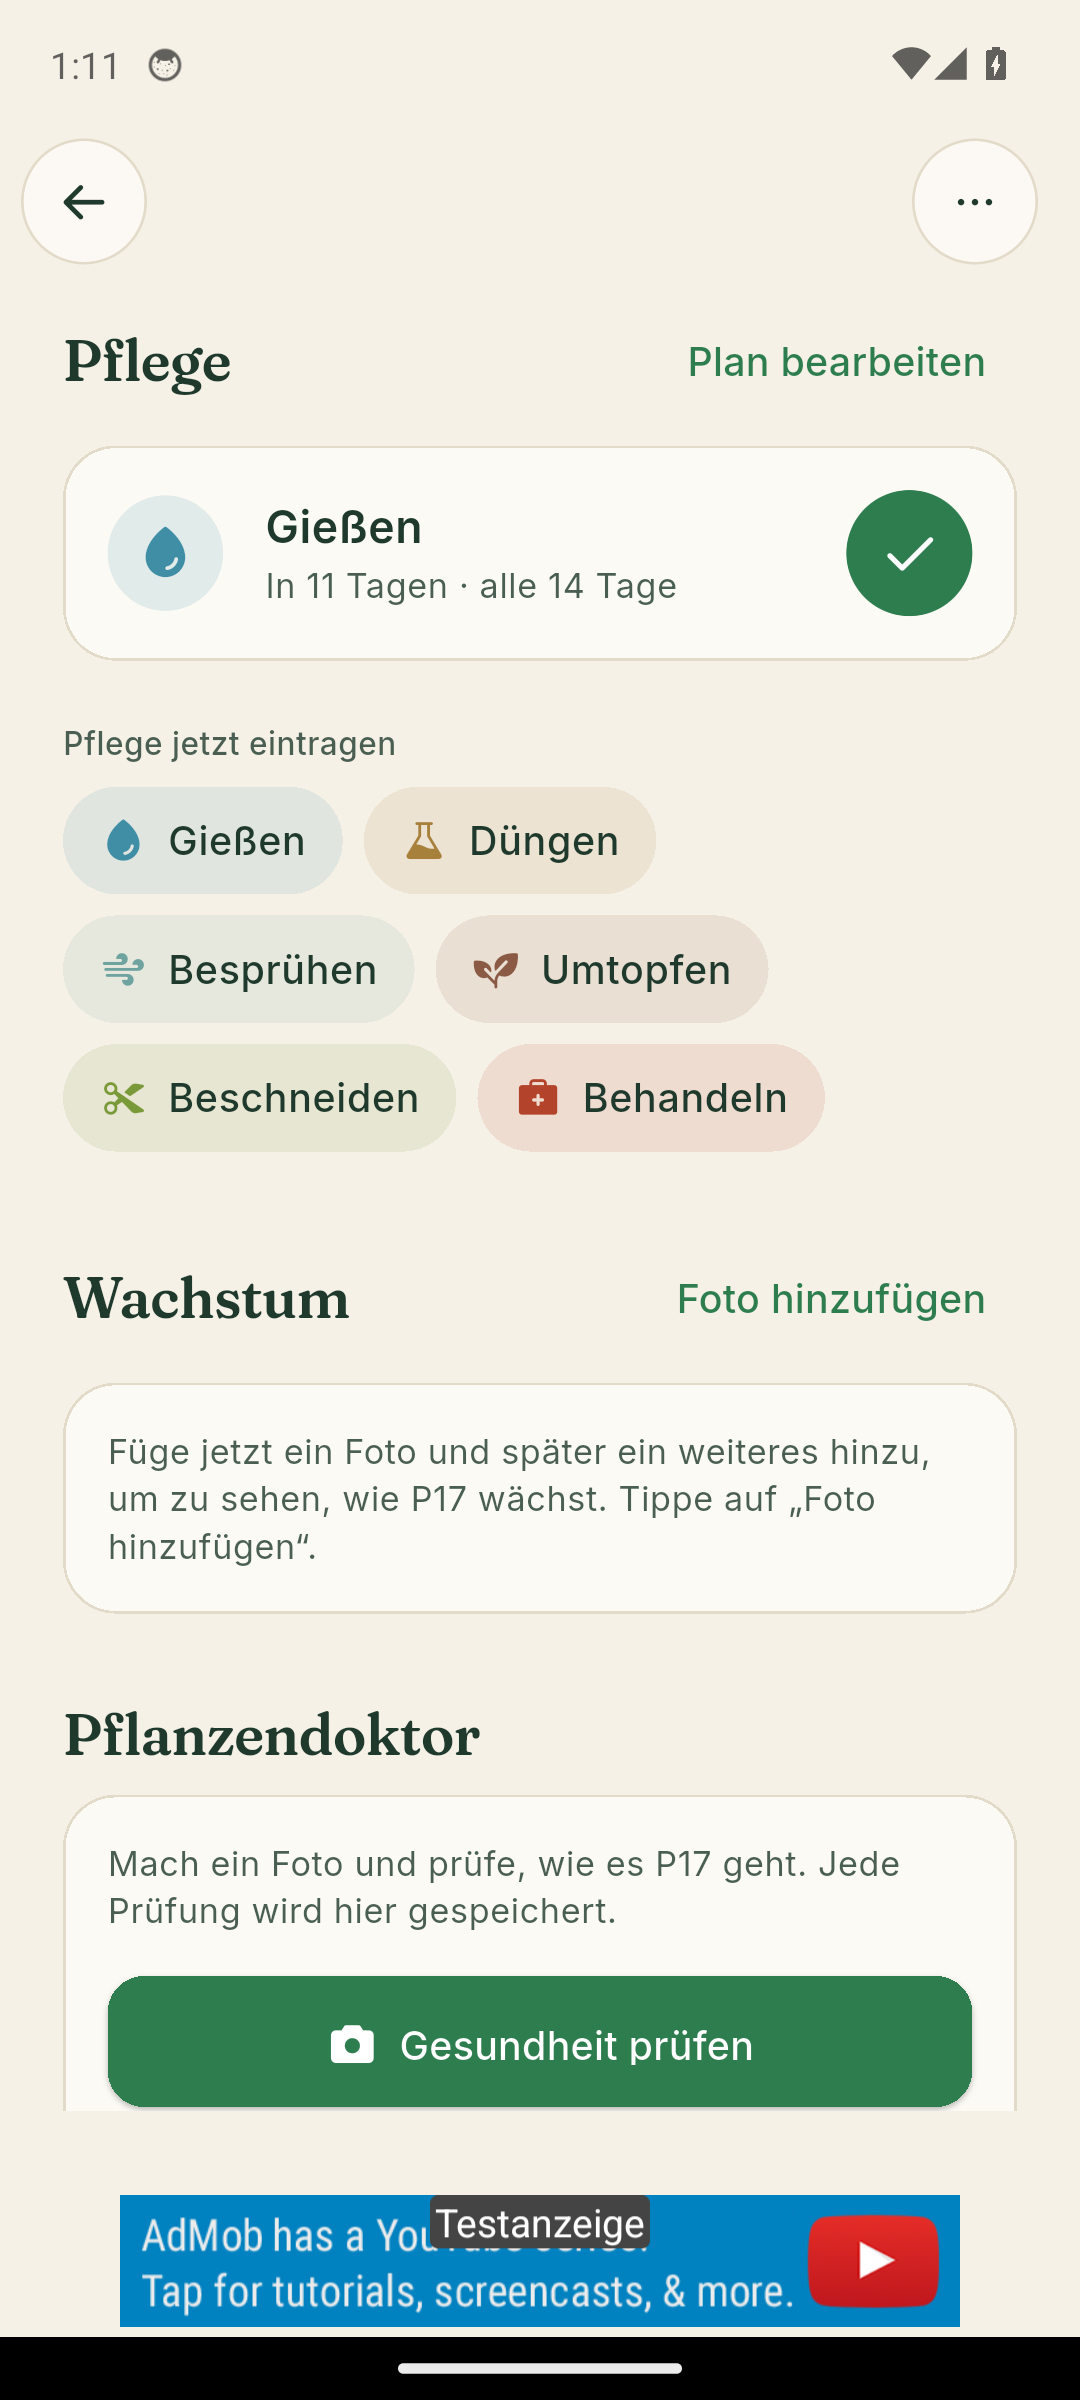 1:11
Pflege
Plan bearbeiten
Gießen
In 11 Tagen · alle 14 Tage
Pflege jetzt eintragen
Gießen
Düngen
Besprühen
Umtopfen
Beschneiden
Behandeln
Wachstum
Foto hinzufügen
Füge jetzt ein Foto und später ein weiteres hinzu,
um zu sehen, wie P17 wächst. Tippe auf „Foto
hinzufügen“.
Pflanzendoktor
Mach ein Foto und prüfe, wie es P17 geht. Jede
Prüfung wird hier gespeichert.
Gesundheit prüfen
Testanzeige
AdMob has a
Tap for tutorials, screencasts, & more.